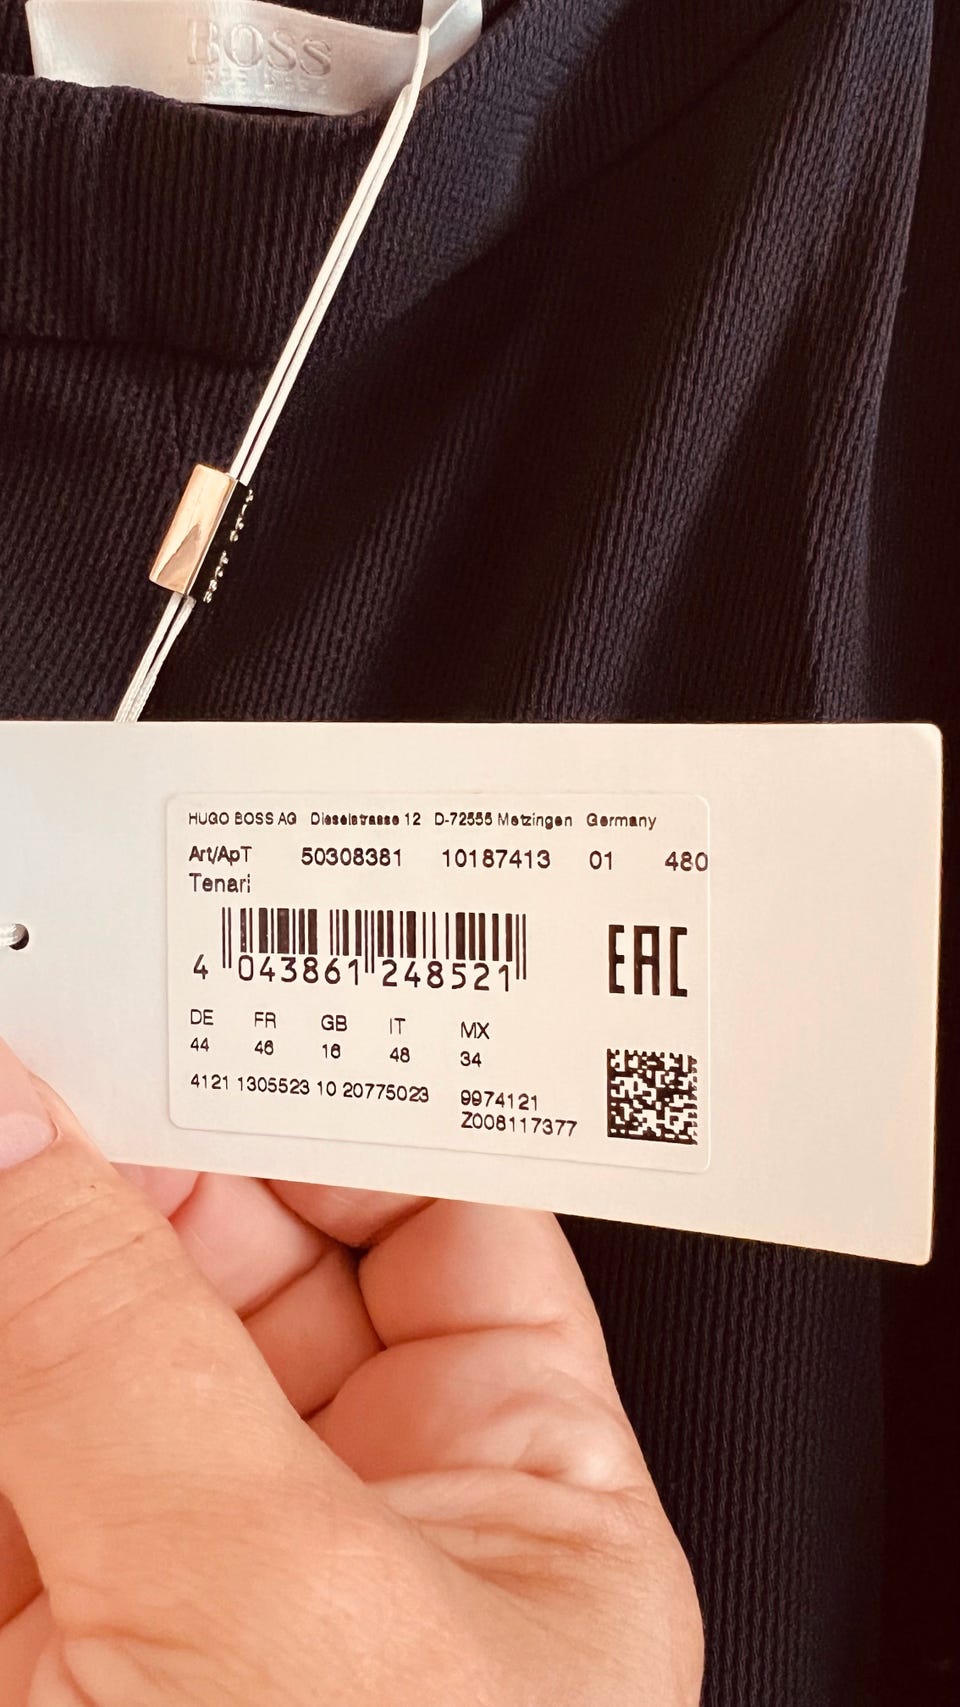 BOSS
HUGO BOSS AG Dieselstrasse 12 D-72555 Metzingen Germany
Art/ApT 50308381 10187413 01 480
Tenari
4 043861 248521
EAC
DE FR GB IT MX
44 46 16 48 34
4121 1305523 10 20775023 9974121
Z008117377